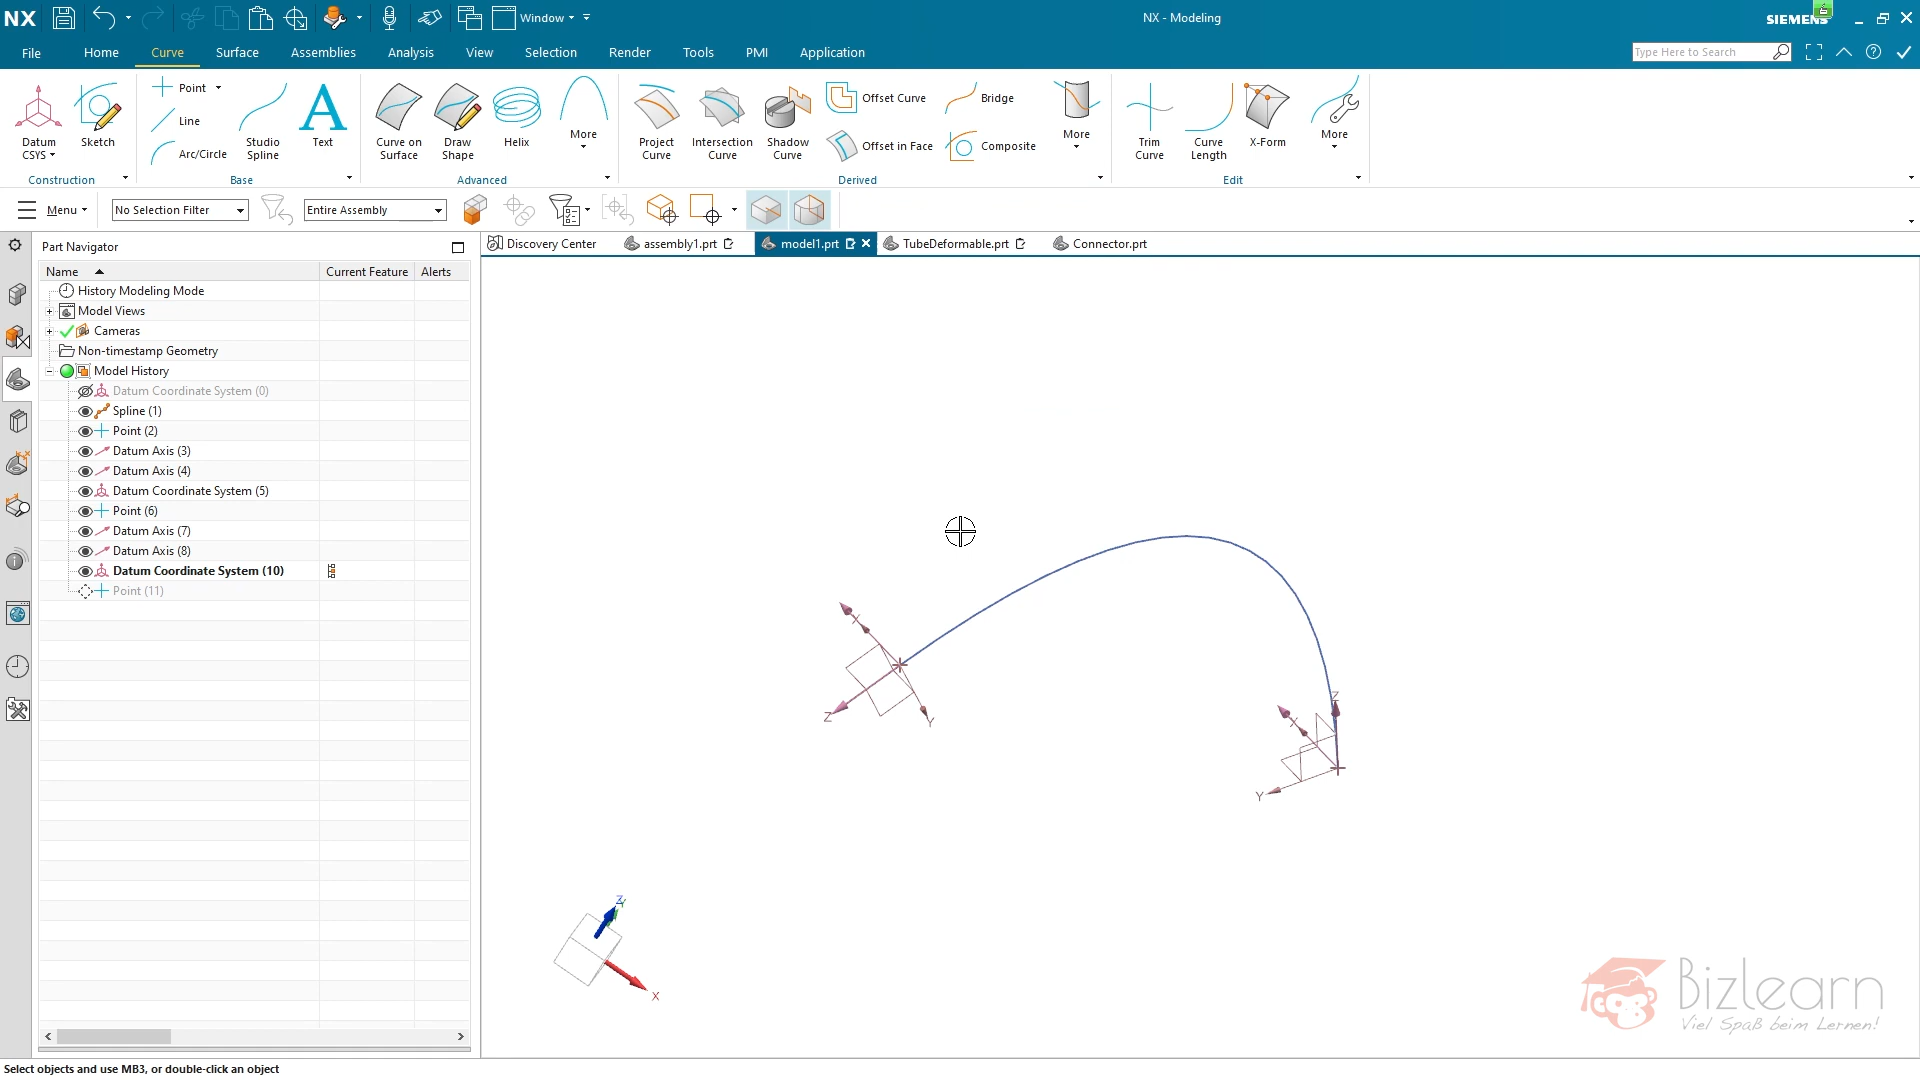 NX
Window
NX - Modeling
SIEMENS
File
Home
Curve
Surface
Assemblies
Analysis
View
Selection
Render
Tools
PMI
Application
Type Here to Search
Datum
CSYS
Sketch
Point
Line
Arc/Circle
Studio
Spline
Text
Curve on
Surface
Draw
Shape
Helix
More
Project
Curve
Intersection
Curve
Shadow
Curve
Offset Curve
Offset in Face
Bridge
Composite
More
Trim
Curve
Curve
Length
X-Form
More
Construction
Base
Advanced
Derived
Edit
Menu
No Selection Filter
Entire Assembly
Part Navigator
Discovery Center
assembly1.prt
model1.prt
TubeDeformable.prt
Connector.prt
Name
Current Feature
Alerts
History Modeling Mode
Model Views
Cameras
Non-timestamp Geometry
Model History
Datum Coordinate System (0)
Spline (1)
Point (2)
Datum Axis (3)
Datum Axis (4)
Datum Coordinate System (5)
Point (6)
Datum Axis (7)
Datum Axis (8)
Datum Coordinate System (10)
Point (11)
X
Z
Y
Z
X
Y
Z
X
Bizlearn
Viel Spaß beim Lernen!
Select objects and use MB3, or double-click an object